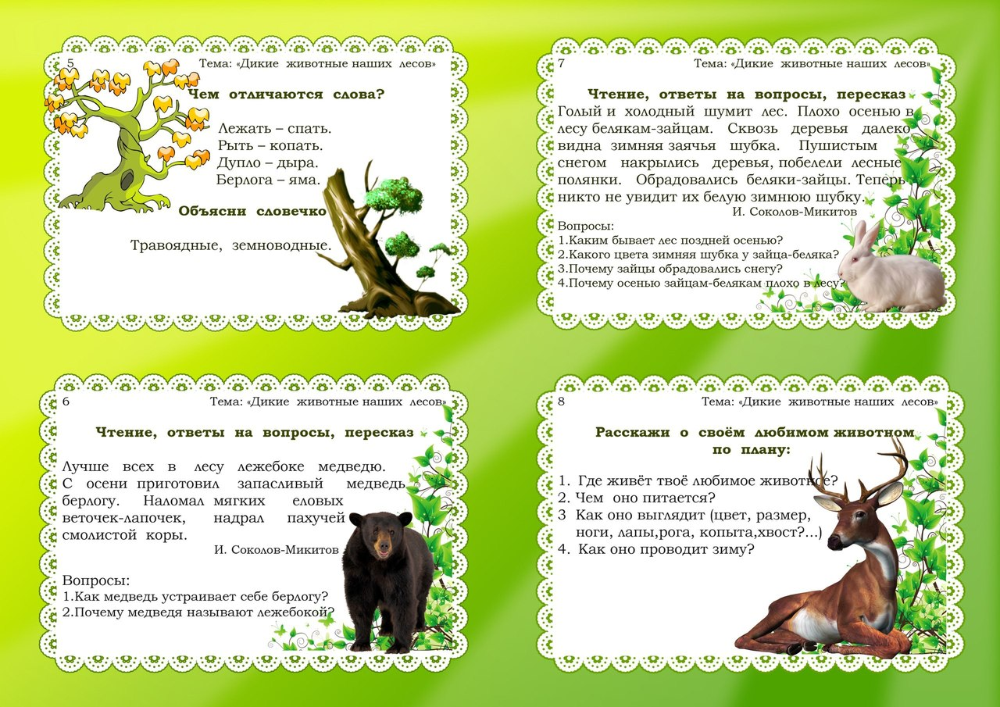 5 Тема: «Дикие животные наших лесов»
Чем отличаются слова?
Лежать – спать.
Рыть – копать.
Дупло – дыра.
Берлога – яма.
Объясни словечко
Травоядные, земноводные.
7 Тема: «Дикие животные наших лесов»
Чтение, ответы на вопросы, пересказ
Голый и холодный шумит лес. Плохо осенью в
лесу белякам-зайцам. Сквозь деревья далеко
видна зимняя заячья шубка. Пушистым
снегом накрылись деревья, побелели лесные
полянки. Обрадовались беляки-зайцы. Теперь
никто не увидит их белую зимнюю шубку.
И. Соколов-Микитов
Вопросы:
1.Каким бывает лес поздней осенью?
2.Какого цвета зимняя шубка у зайца-беляка?
3.Почему зайцы обрадовались снегу?
4.Почему осенью зайцам-белякам плохо в лесу?
6 Тема: «Дикие животные наших лесов»
Чтение, ответы на вопросы, пересказ
Лучше всех в лесу лежебоке медведю.
С осени приготовил запасливый медведь
берлогу. Наломал мягких еловых
веточек-лапочек, надрал пахучей
смолистой коры.
И. Соколов-Микитов
Вопросы:
1.Как медведь устраивает себе берлогу?
2.Почему медведя называют лежебокой?
8 Тема: «Дикие животные наших лесов»
Расскажи о своём любимом животном
по плану:
1. Где живёт твоё любимое животное?
2. Чем оно питается?
3 Как оно выглядит (цвет, размер,
ноги, лапы,рога, копыта,хвост?...)
4. Как оно проводит зиму?